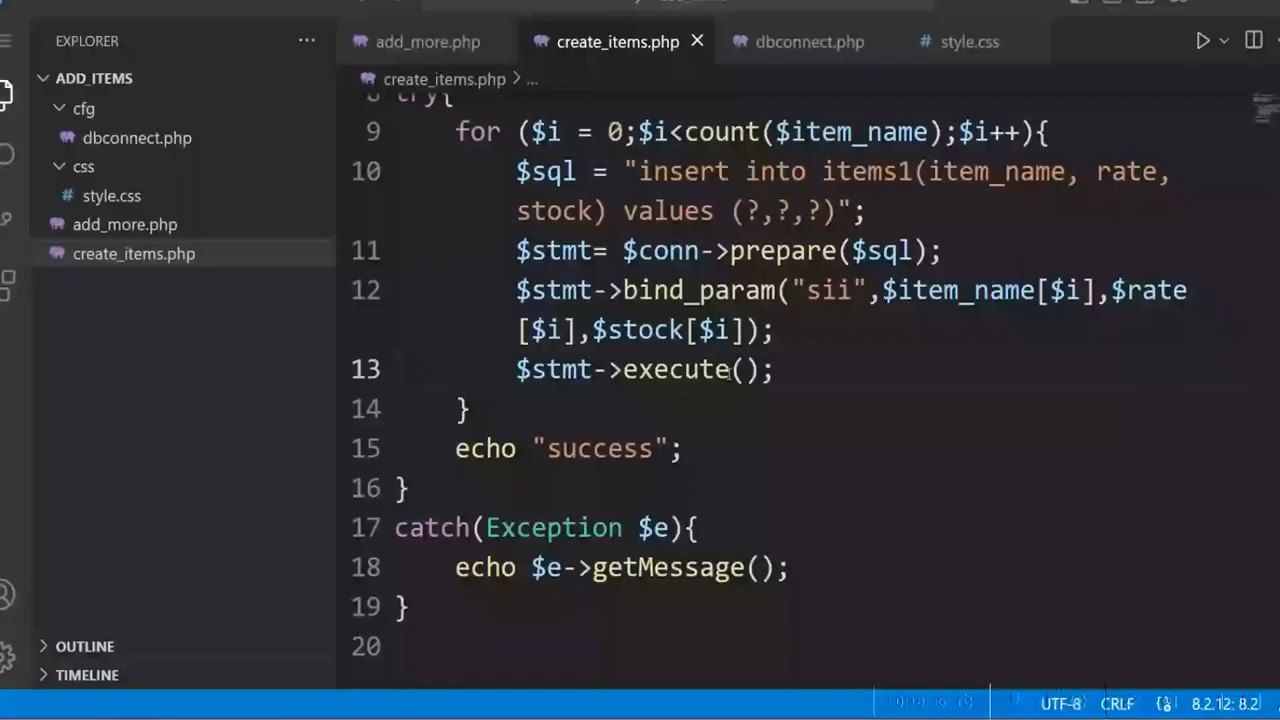 EXPLORER
...
ADD_ITEMS
cfg
dbconnect.php
css
style.css
add_more.php
create_items.php
OUTLINE
TIMELINE
add_more.php create_items.php dbconnect.php style.css
create_items.php > ...
8 try{
9 for ($i = 0;$i<count($item_name);$i++){
10 $sql = "insert into items1(item_name, rate,
stock) values (?,?,?)";
11 $stmt= $conn->prepare($sql);
12 $stmt->bind_param("sii",$item_name[$i],$rate
[$i],$stock[$i]);
13 $stmt->execute();
14 }
15 echo "success";
16 }
17 catch(Exception $e){
18 echo $e->getMessage();
19 }
20
UTF-8 CRLF 8.2.12: 8.2